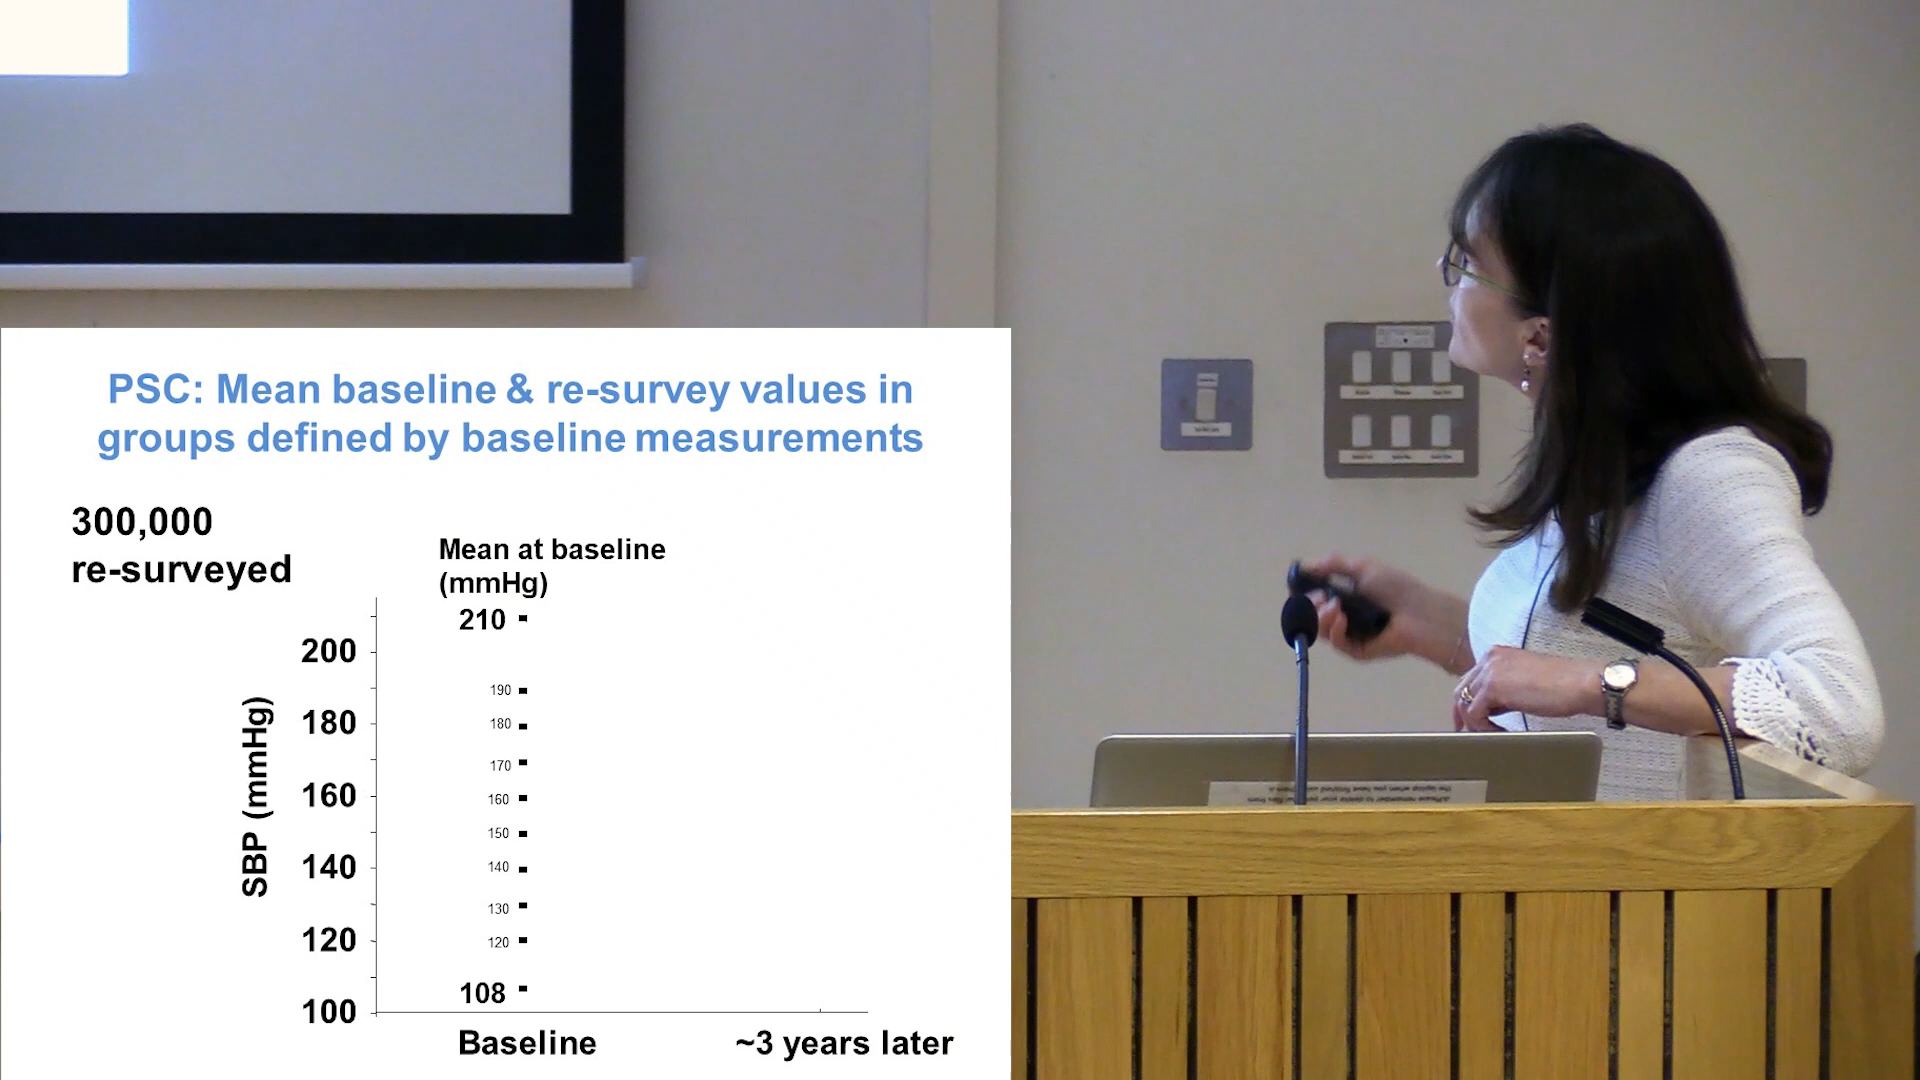 PSC: Mean baseline & re-survey values in
groups defined by baseline measurements
300,000
re-surveyed
Mean at baseline
(mmHg)
210
190
180
170
160
150
140
130
120
108
SBP (mmHg)
200
180
160
140
120
100
Baseline
~3 years later